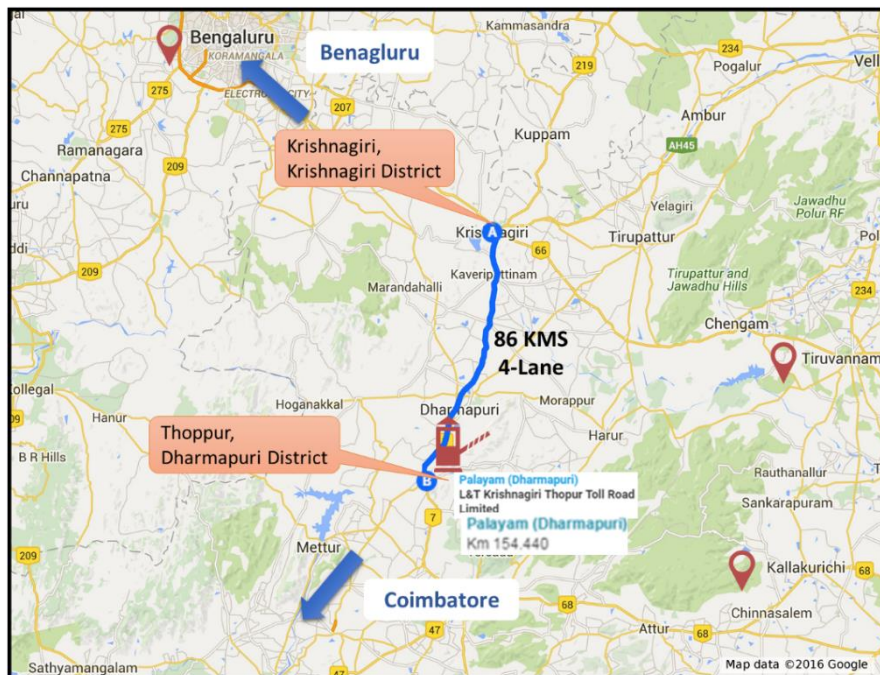 Kammasandra
Bengaluru
Benagluru
KORAMANGALA
234
Pogalur
Vell
219
275
ELECTRO
CITY
207
Ambur
275
Krishnagiri,
Krishnagiri District
Kuppam
Ramanagara
209
AH45
Channapatna
Yelagiri
Jawadhu
Polur RF
A
Tirupattur
66
209
Kaveripattinam
Tirupattur and
Jawadhu Hills
Marandahalli
234
86 KMS
4-Lane
Chengam
Tiruvannam
Hoganakkal
Morappur
Hanur
Thoppur,
Dharmapuri District
Harur
B R Hills
Rauthanallur
B
Palayam (Dharmapuri)
L&T Krishnagiri Thopur Toll Road
Limited
Sankarapuram
7
Palayam (Dharmapuri)
Km 154.440
Mettur
209
Kallakurichi
68
Coimbatore
68
Chinnasalem
47
Attur
68
Sathyamangalam
47
Map data ©2016 Google